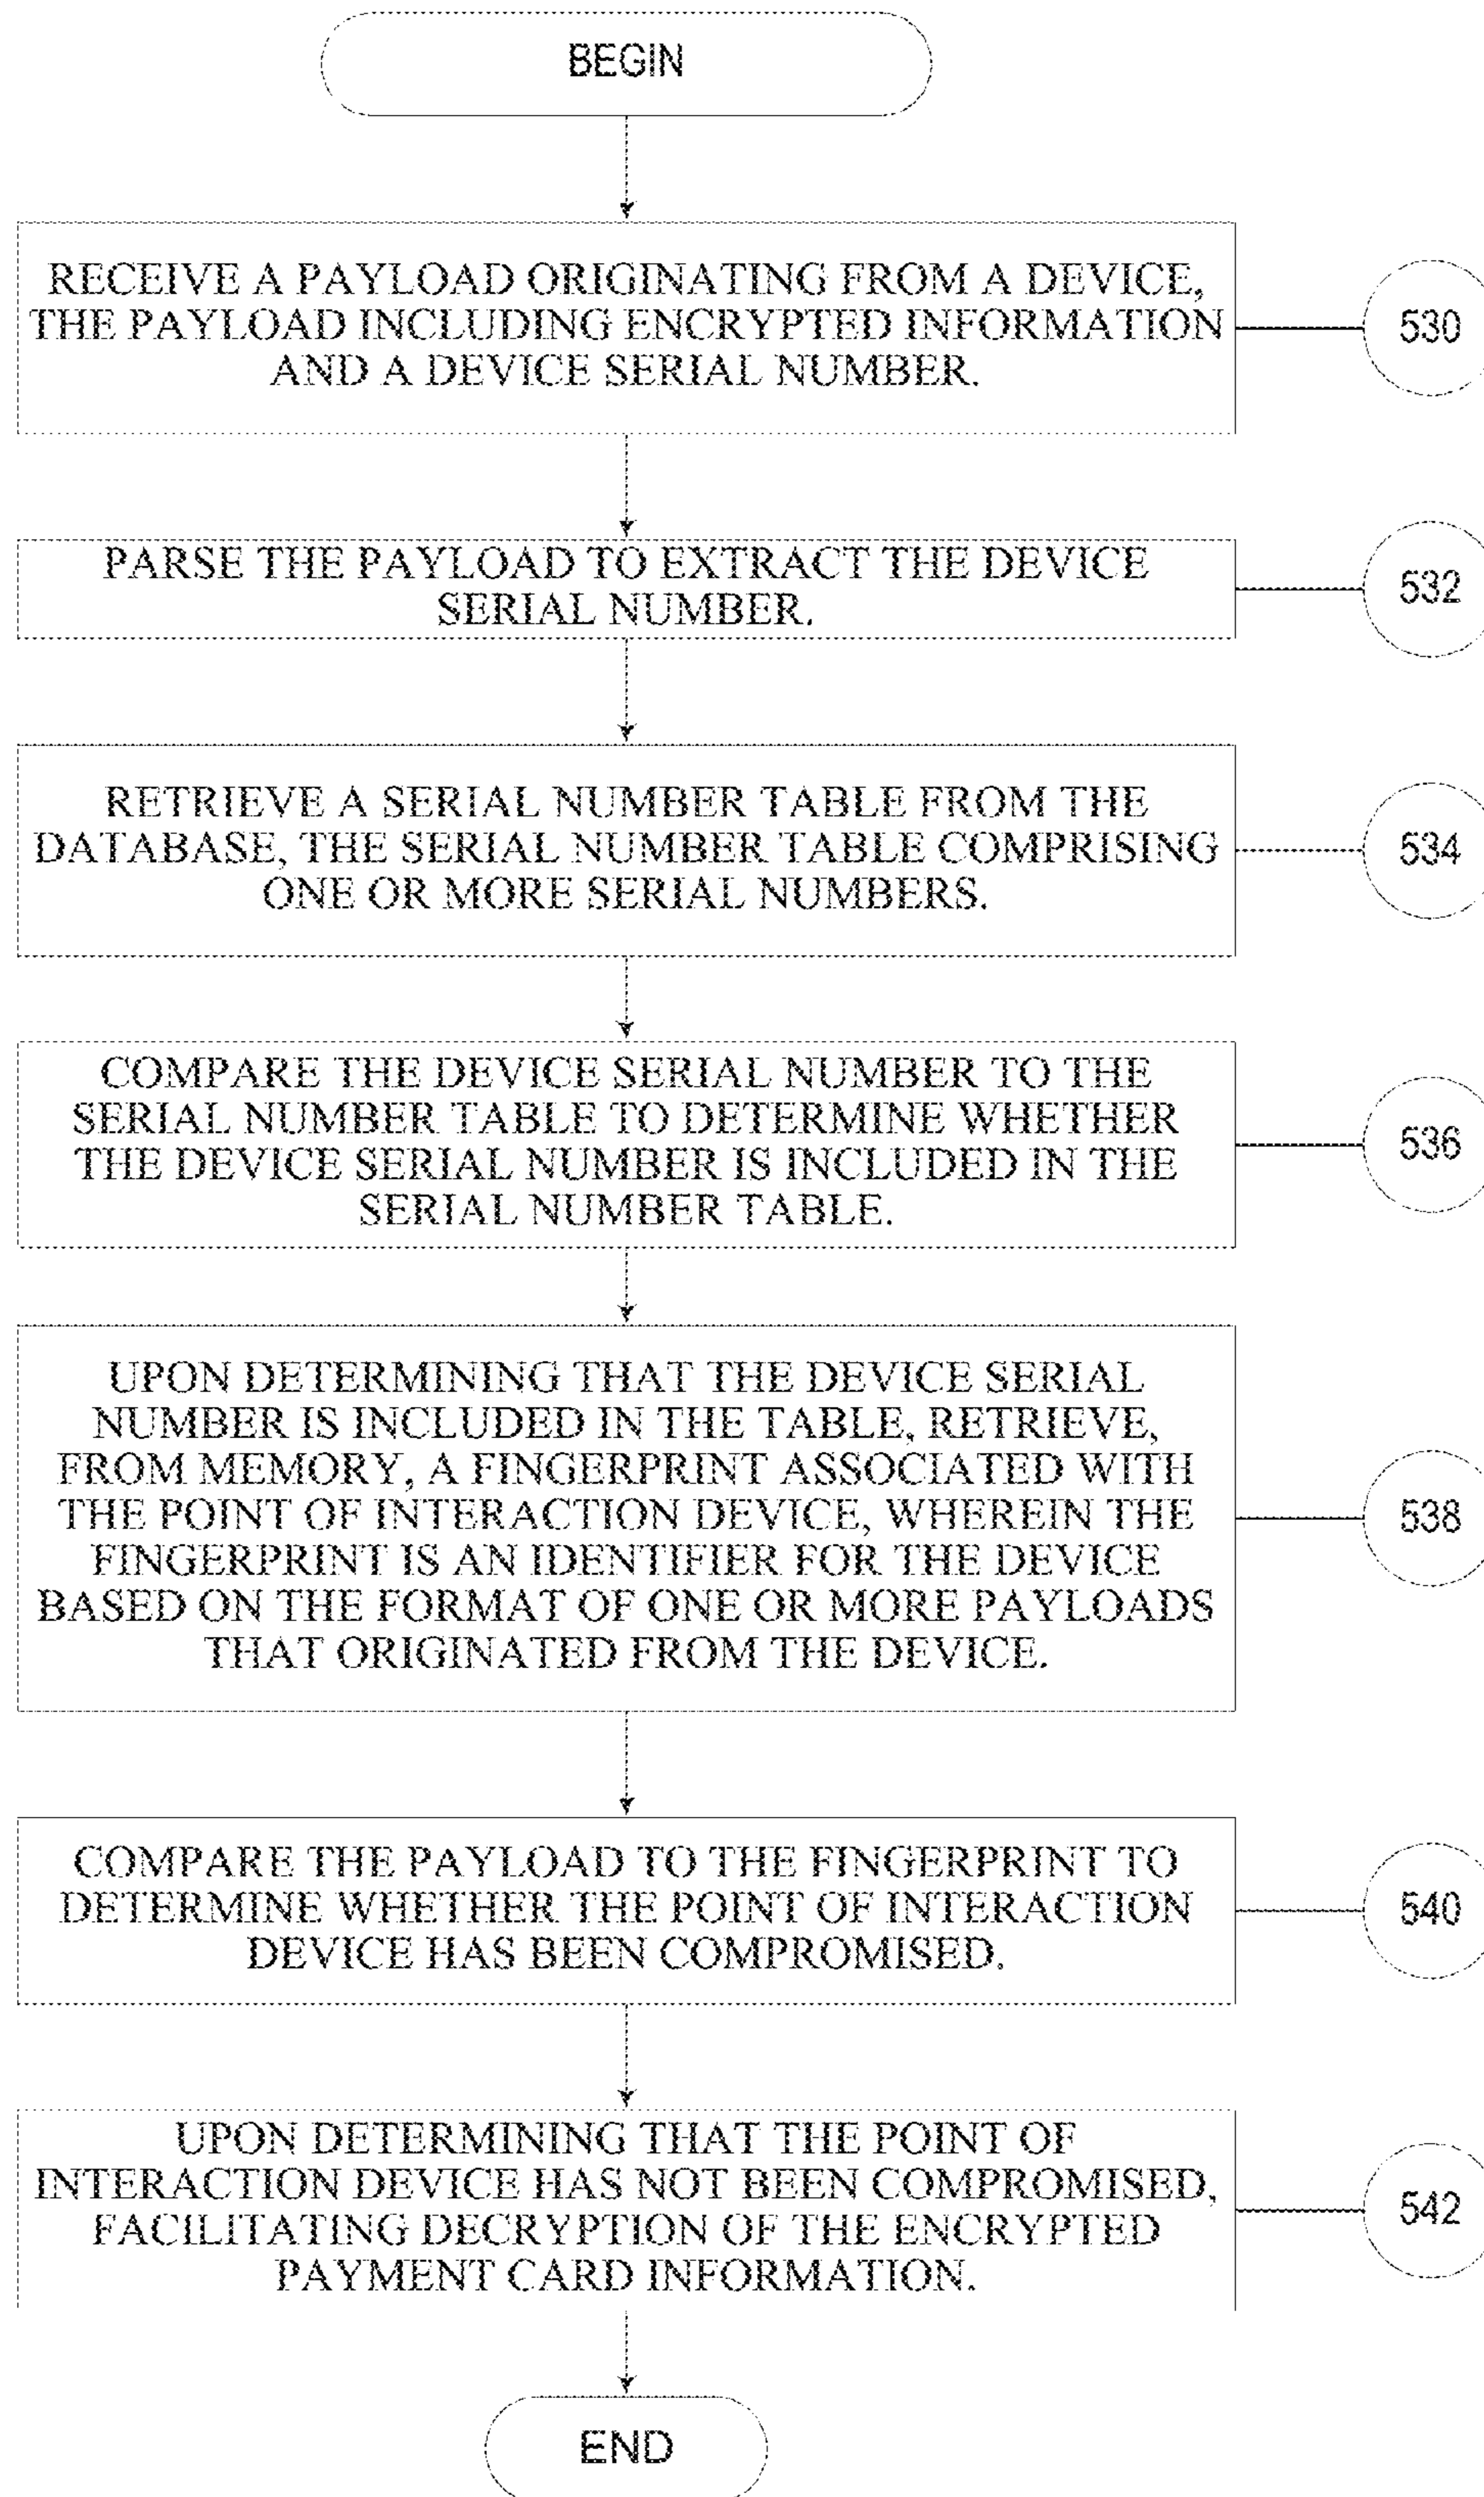 BEGIN
RECEIVE A PAYLOAD ORIGINATING FROM A DEVICE,
THE PAYLOAD INCLUDING ENCRYPTED INFORMATION
AND A DEVICE SERIAL NUMBER.
530
PARSE THE PAYLOAD TO EXTRACT THE DEVICE
SERIAL NUMBER.
532
RETRIEVE A SERIAL NUMBER TABLE FROM THE
DATABASE, THE SERIAL NUMBER TABLE COMPRISING
ONE OR MORE SERIAL NUMBERS.
534
COMPARE THE DEVICE SERIAL NUMBER TO THE
SERIAL NUMBER TABLE TO DETERMINE WHETHER
THE DEVICE SERIAL NUMBER IS INCLUDED IN THE
SERIAL NUMBER TABLE.
536
UPON DETERMINING THAT THE DEVICE SERIAL
NUMBER IS INCLUDED IN THE TABLE, RETRIEVE,
FROM MEMORY, A FINGERPRINT ASSOCIATED WITH
THE POINT OF INTERACTION DEVICE, WHEREIN THE
FINGERPRINT IS AN IDENTIFIER FOR THE DEVICE
BASED ON THE FORMAT OF ONE OR MORE PAYLOADS
THAT ORIGINATED FROM THE DEVICE.
538
COMPARE THE PAYLOAD TO THE FINGERPRINT TO
DETERMINE WHETHER THE POINT OF INTERACTION
DEVICE HAS BEEN COMPROMISED.
540
UPON DETERMINING THAT THE POINT OF
INTERACTION DEVICE HAS NOT BEEN COMPROMISED,
FACILITATING DECRYPTION OF THE ENCRYPTED
PAYMENT CARD INFORMATION.
542
END